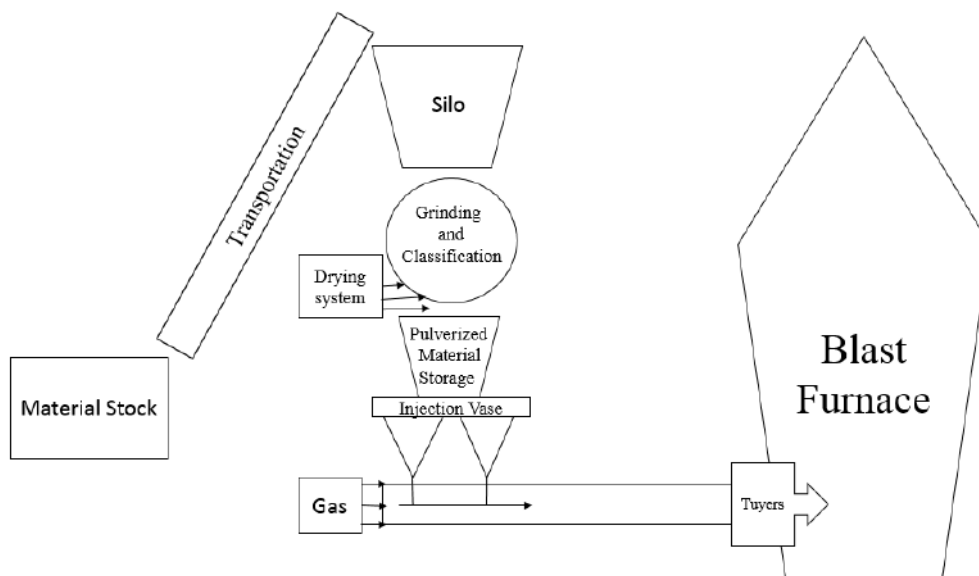 Transportation
Silo
Grinding
and
Classification
Drying
system
Pulverized
Material
Storage
Injection Vase
Material Stock
Gas
Tuyers
Blast
Furnace